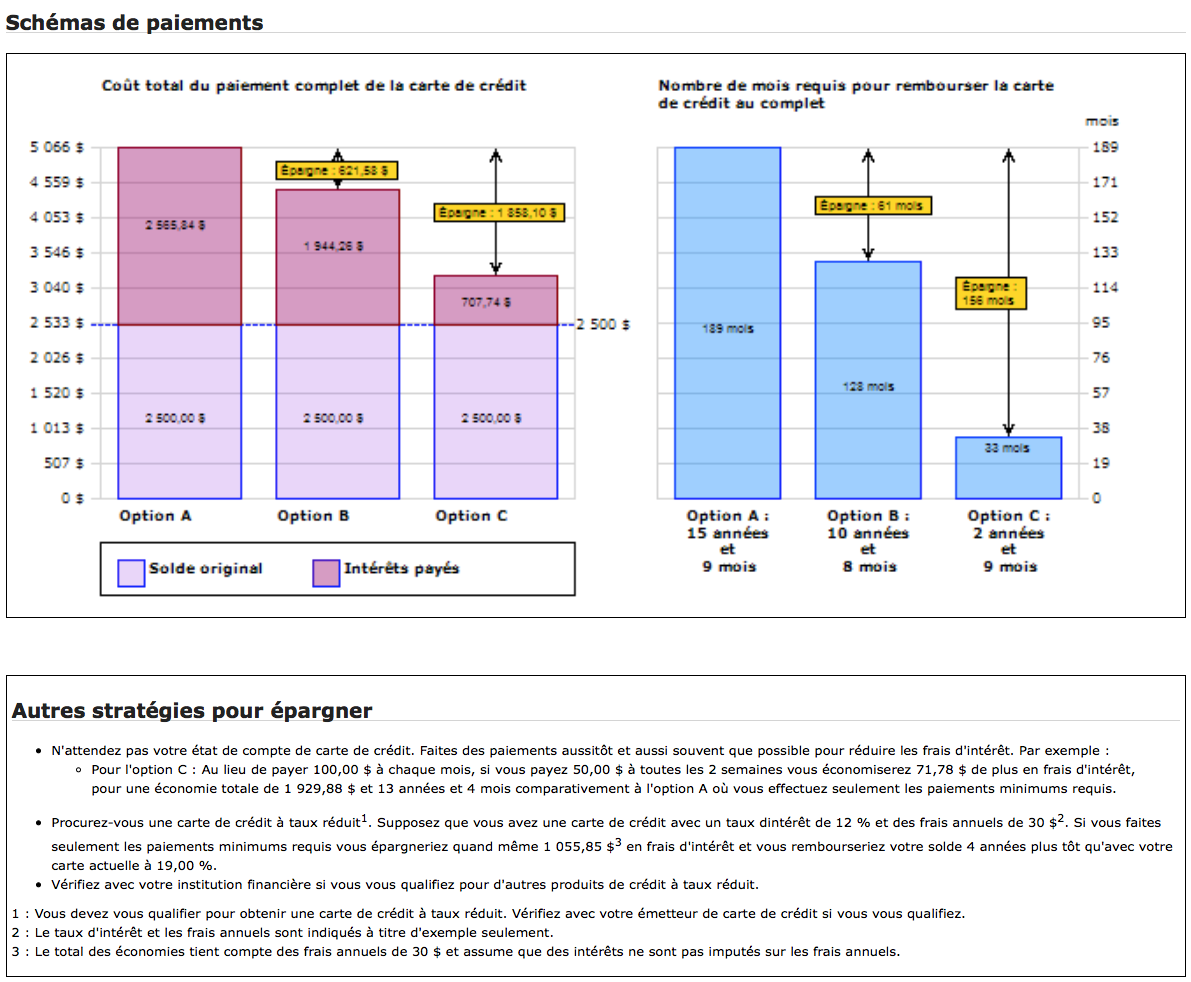 Schémas de paiements
Coût total du paiement complet de la carte de crédit
5 066 $
4 559 $
4 053 $
3 546 $
3 040 $
2 533 $
2 026 $
1 520 $
1 013 $
507 $
0 $
Épargne : 621,58 $
Épargne : 1 858,10 $
2 565,84 $
1 944,26 $
707,74 $
2 500 $
2 500,00 $
2 500,00 $
2 500,00 $
Option A
Option B
Option C
Solde original
Intérêts payés
Nombre de mois requis pour rembourser la carte
de crédit au complet
mois
189
171
152
133
114
95
76
57
38
19
0
Épargne : 61 mois
Épargne :
156 mois
189 mois
128 mois
33 mois
Option A :
15 années
et
9 mois
Option B :
10 années
et
8 mois
Option C :
2 années
et
9 mois
Autres stratégies pour épargner
• N'attendez pas votre état de compte de carte de crédit. Faites des paiements aussitôt et aussi souvent que possible pour réduire les frais d'intérêt. Par exemple :
◦ Pour l'option C : Au lieu de payer 100,00 $ à chaque mois, si vous payez 50,00 $ à toutes les 2 semaines vous économiserez 71,78 $ de plus en frais d'intérêt,
pour une économie totale de 1 929,88 $ et 13 années et 4 mois comparativement à l'option A où vous effectuez seulement les paiements minimums requis.
• Procurez-vous une carte de crédit à taux réduit1. Supposez que vous avez une carte de crédit avec un taux dintérêt de 12 % et des frais annuels de 30 $2. Si vous faites
seulement les paiements minimums requis vous épargneriez quand même 1 055,85 $3 en frais d'intérêt et vous rembourseriez votre solde 4 années plus tôt qu'avec votre
carte actuelle à 19,00 %.
• Vérifiez avec votre institution financière si vous vous qualifiez pour d'autres produits de crédit à taux réduit.
1 : Vous devez vous qualifier pour obtenir une carte de crédit à taux réduit. Vérifiez avec votre émetteur de carte de crédit si vous vous qualifiez.
2 : Le taux d'intérêt et les frais annuels sont indiqués à titre d'exemple seulement.
3 : Le total des économies tient compte des frais annuels de 30 $ et assume que des intérêts ne sont pas imputés sur les frais annuels.